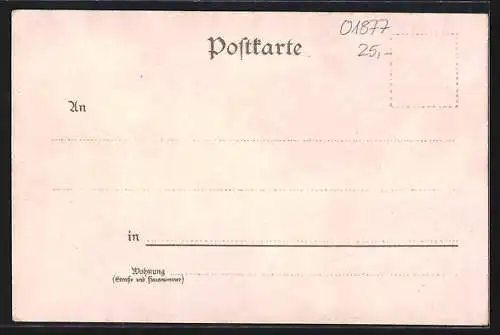 01877
Postkarte
25,-
An
in
Wohnung
(Straße und Hausnummer)